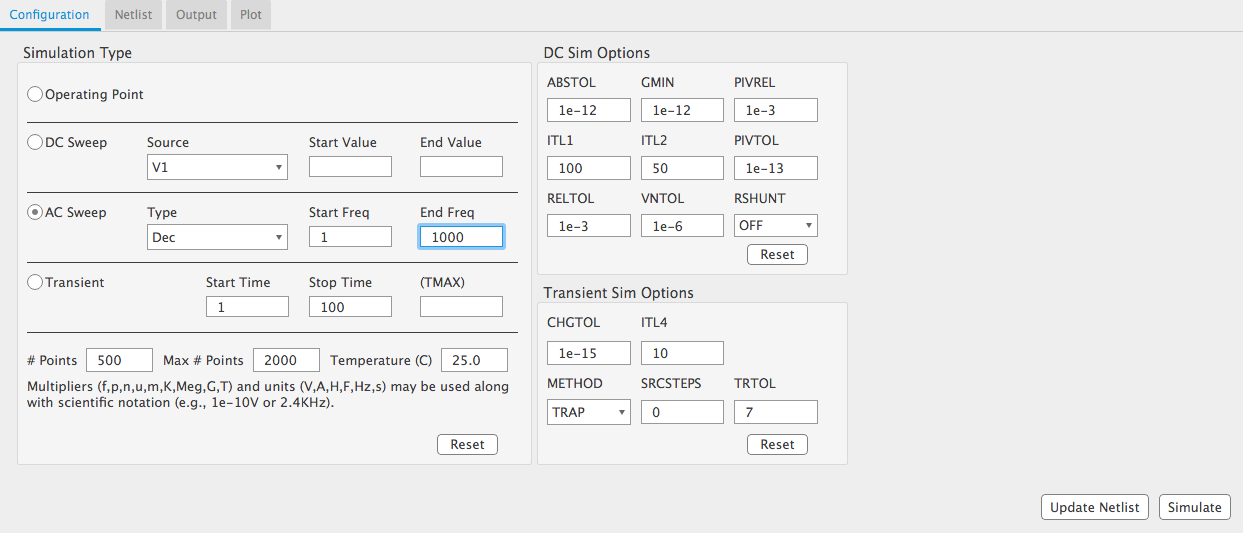 Configuration Netlist Output Plot
Simulation Type
Operating Point
DC Sweep Source Start Value End Value
V1
AC Sweep Type Start Freq End Freq
Dec 1 1000
Transient Start Time Stop Time (TMAX)
1 100
# Points 500 Max # Points 2000 Temperature (C) 25.0
Multipliers (f,p,n,u,m,K,Meg,G,T) and units (V,A,H,F,Hz,s) may be used along
with scientific notation (e.g., 1e-10V or 2.4KHz).
Reset
DC Sim Options
ABSTOL GMIN PIVREL
1e-12 1e-12 1e-3
ITL1 ITL2 PIVTOL
100 50 1e-13
RELTOL VNTOL RSHUNT
1e-3 1e-6 OFF
Reset
Transient Sim Options
CHGTOL ITL4
1e-15 10
METHOD SRCSTEPS TRTOL
TRAP 0 7
Reset
Update Netlist Simulate